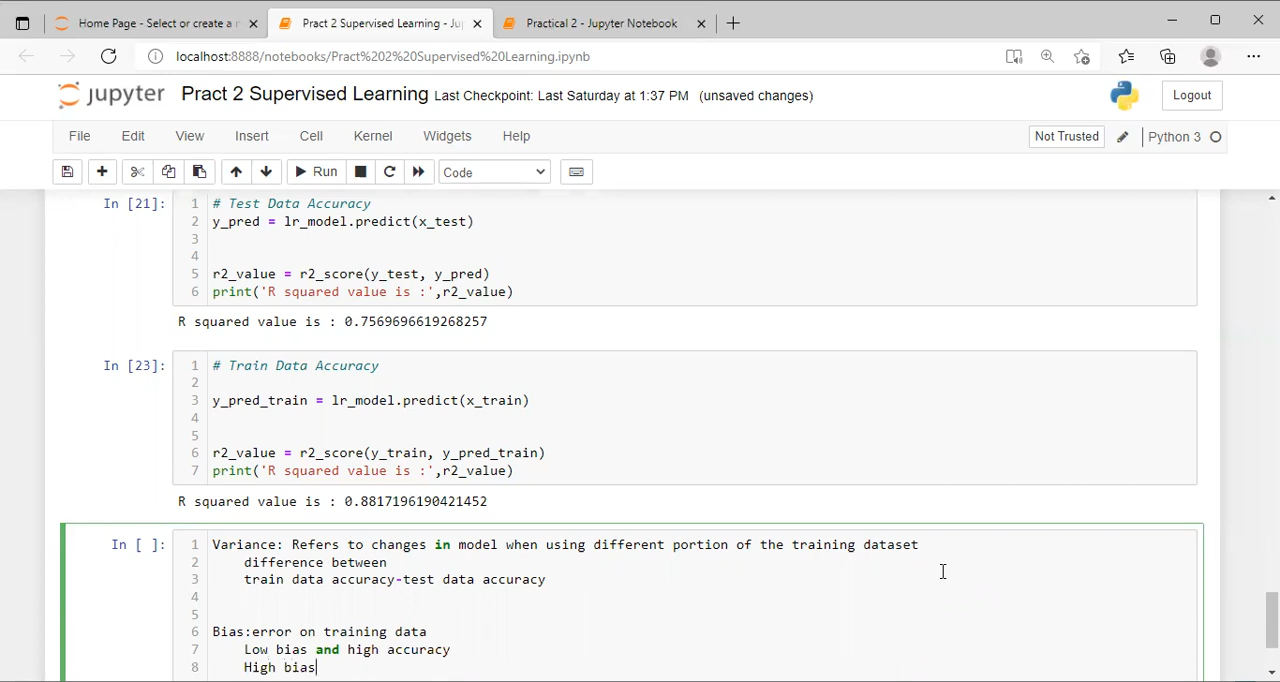 Home Page - Select or create a n
Pract 2 Supervised Learning - Ju
Practical 2 - Jupyter Notebook
localhost:8888/notebooks/Pract%202%20Supervised%20Learning.ipynb
jupyter Pract 2 Supervised Learning Last Checkpoint: Last Saturday at 1:37 PM (unsaved changes)
Logout
File Edit View Insert Cell Kernel Widgets Help
Not Trusted
Python 3
Run
Code
In [21]:
1 # Test Data Accuracy
2 y_pred = lr_model.predict(x_test)
3
4
5 r2_value = r2_score(y_test, y_pred)
6 print('R squared value is :',r2_value)
R squared value is : 0.7569696619268257
In [23]:
1 # Train Data Accuracy
2
3 y_pred_train = lr_model.predict(x_train)
4
5
6 r2_value = r2_score(y_train, y_pred_train)
7 print('R squared value is :',r2_value)
R squared value is : 0.8817196190421452
In [ ]:
1 Variance: Refers to changes in model when using different portion of the training dataset
2 difference between
3 train data accuracy-test data accuracy
4
5
6 Bias:error on training data
7 Low bias and high accuracy
8 High bias